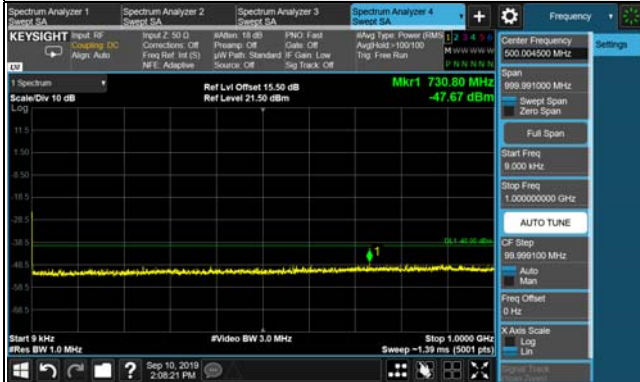 Spectrum Analyzer 1
Swept SA
Spectrum Analyzer 2
Swept SA
Spectrum Analyzer 3
Swept SA
Spectrum Analyzer 4
Swept SA
Frequency
KEYSIGHT
Input: RF
Coupling: DC
Align: Auto
Input Z: 50 Ω
Corrections: Off
Freq Ref: Int (S)
NFE: Adaptive
#Atten: 18 dB
Preamp: Off
µW Path: Standard
Source: Off
PNO: Fast
Gate: Off
IF Gain: Low
Sig Track: Off
#Avg Type: Power (RMS
Avg|Hold:>100/100
Trig: Free Run
1 2 3 4 5 6
M w w w w w
P N N N N N
LXI
1 Spectrum
Scale/Div 10 dB
Ref Lvl Offset 15.50 dB
Ref Level 21.50 dBm
Mkr1 730.80 MHz
-47.67 dBm
Log
11.5
1.50
-8.50
-18.5
-28.5
-38.5
-48.5
-58.5
-68.5
1
Start 9 kHz
#Res BW 1.0 MHz
#Video BW 3.0 MHz
Stop 1.0000 GHz
Sweep ~1.39 ms (5001 pts)
Center Frequency
500.004500 MHz
Settings
Span
999.991000 MHz
Swept Span
Zero Span
Full Span
Start Freq
9.000 kHz
Stop Freq
1.000000000 GHz
AUTO TUNE
CF Step
99.999100 MHz
Auto
Man
Freq Offset
0 Hz
X Axis Scale
Log
Lin
Signal Track
Sep 10, 2019
2:08:21 PM